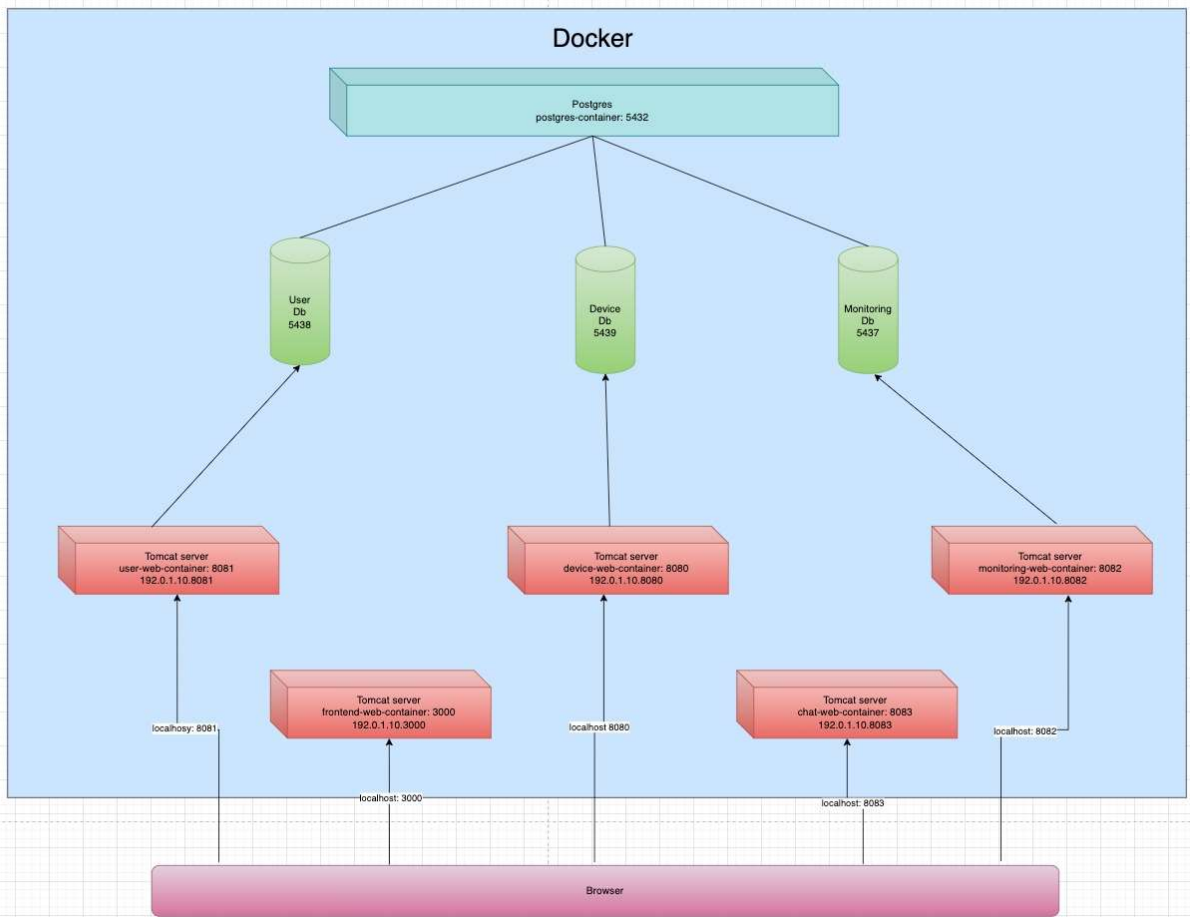 Docker
Postgres
postgres-container: 5432
User
Db
5438
Device
Db
5439
Monitoring
Db
5437
Tomcat server
user-web-container: 8081
192.0.1.10.8081
Tomcat server
device-web-container: 8080
192.0.1.10.8080
Tomcat server
monitoring-web-container: 8082
192.0.1.10.8082
Tomcat server
frontend-web-container: 3000
192.0.1.10.3000
Tomcat server
chat-web-container: 8083
192.0.1.10.8083
localhosy: 8081
localhost 8080
localhost: 8082
localhost: 3000
localhost: 8083
Browser